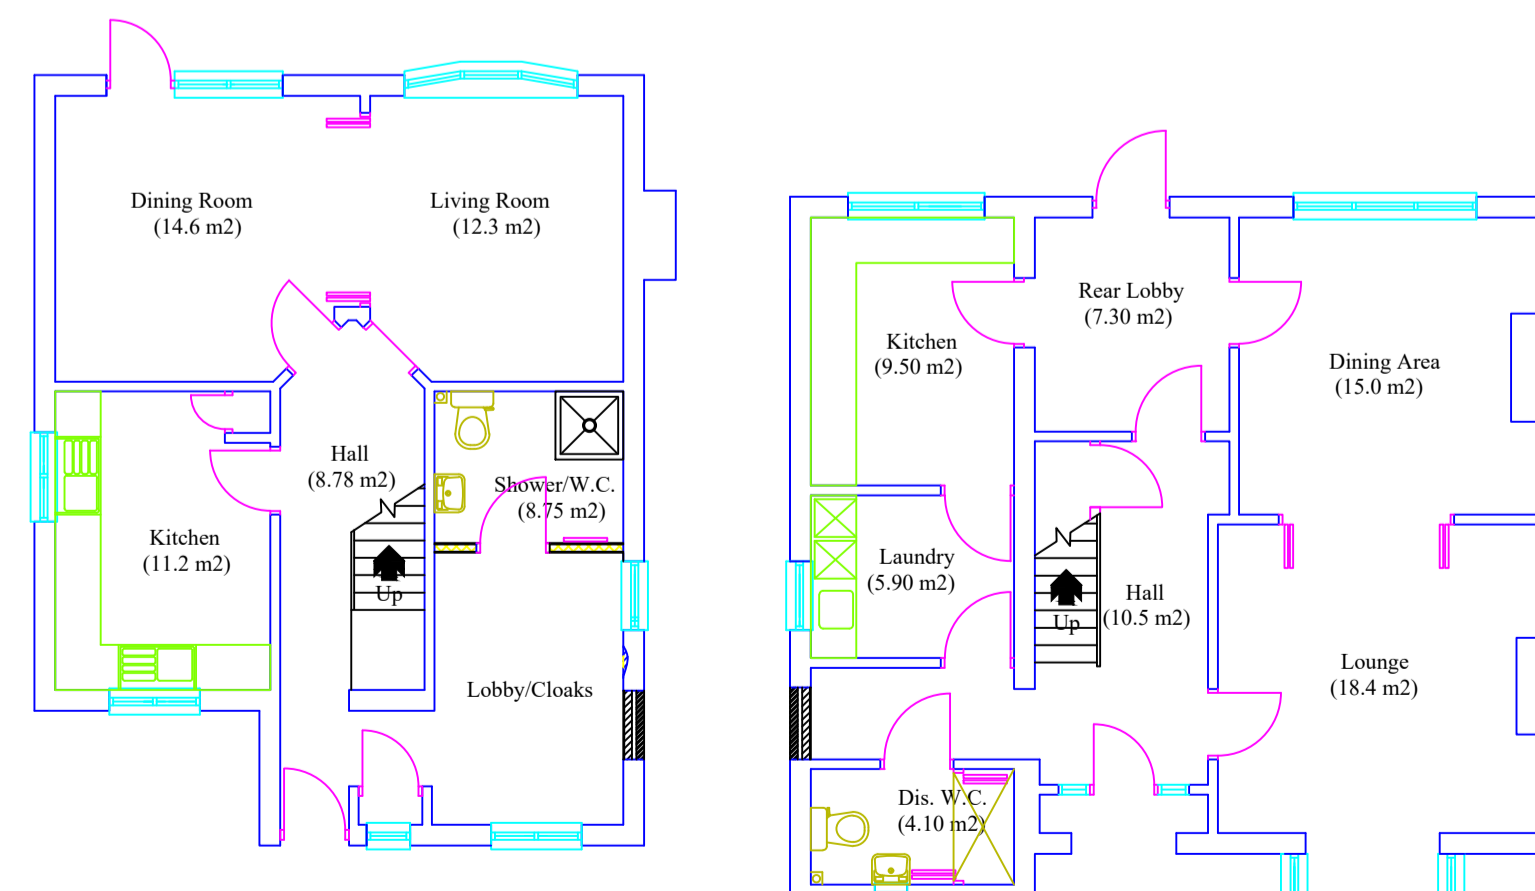 Dining Room
(14.6 m2)
Living Room
(12.3 m2)
Hall
(8.78 m2)
Shower/W.C.
(8.75 m2)
Kitchen
(11.2 m2)
Up
Lobby/Cloaks
Rear Lobby
(7.30 m2)
Kitchen
(9.50 m2)
Dining Area
(15.0 m2)
Laundry
(5.90 m2)
Hall
(10.5 m2)
Up
Lounge
(18.4 m2)
Dis. W.C.
(4.10 m2)